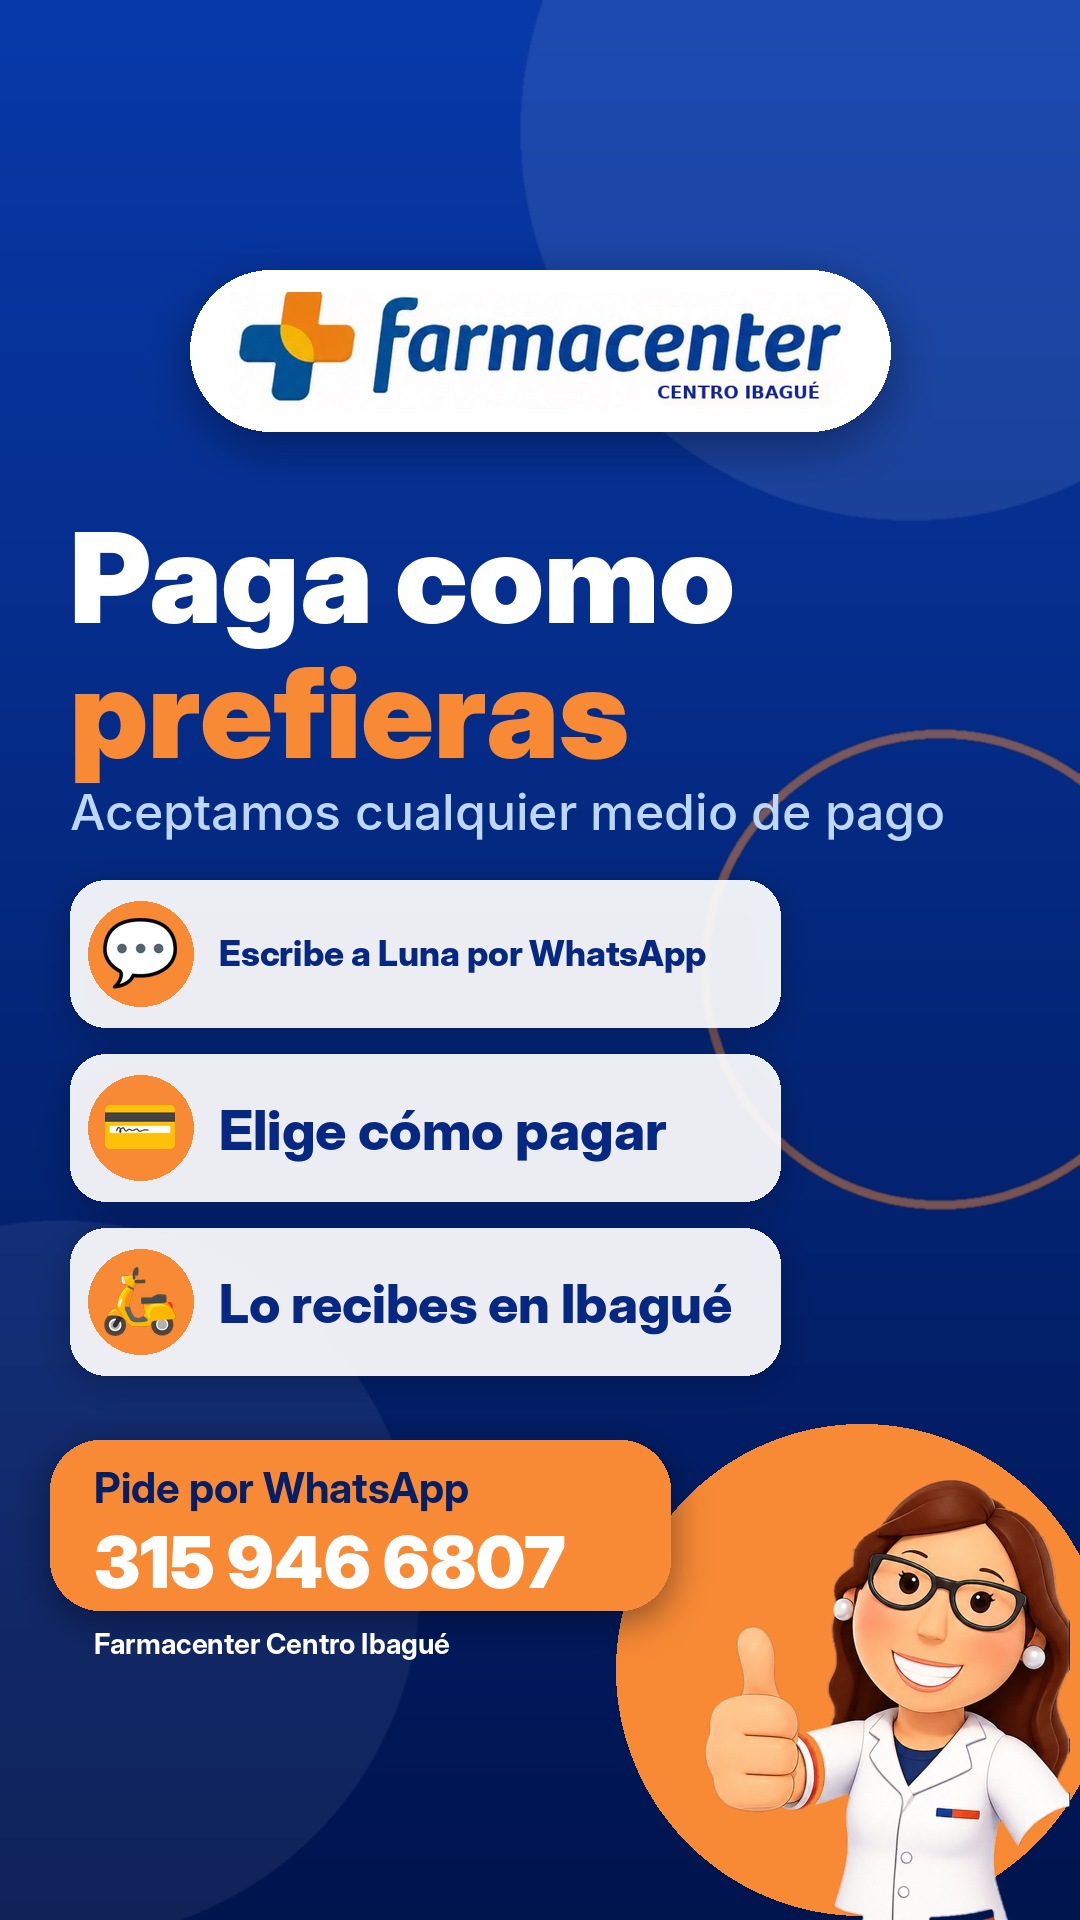 farmacenter
CENTRO IBAGUÉ
Paga como
prefieras
Aceptamos cualquier medio de pago
Escribe a Luna por WhatsApp
Elige cómo pagar
Lo recibes en Ibagué
Pide por WhatsApp
315 946 6807
Farmacenter Centro Ibagué